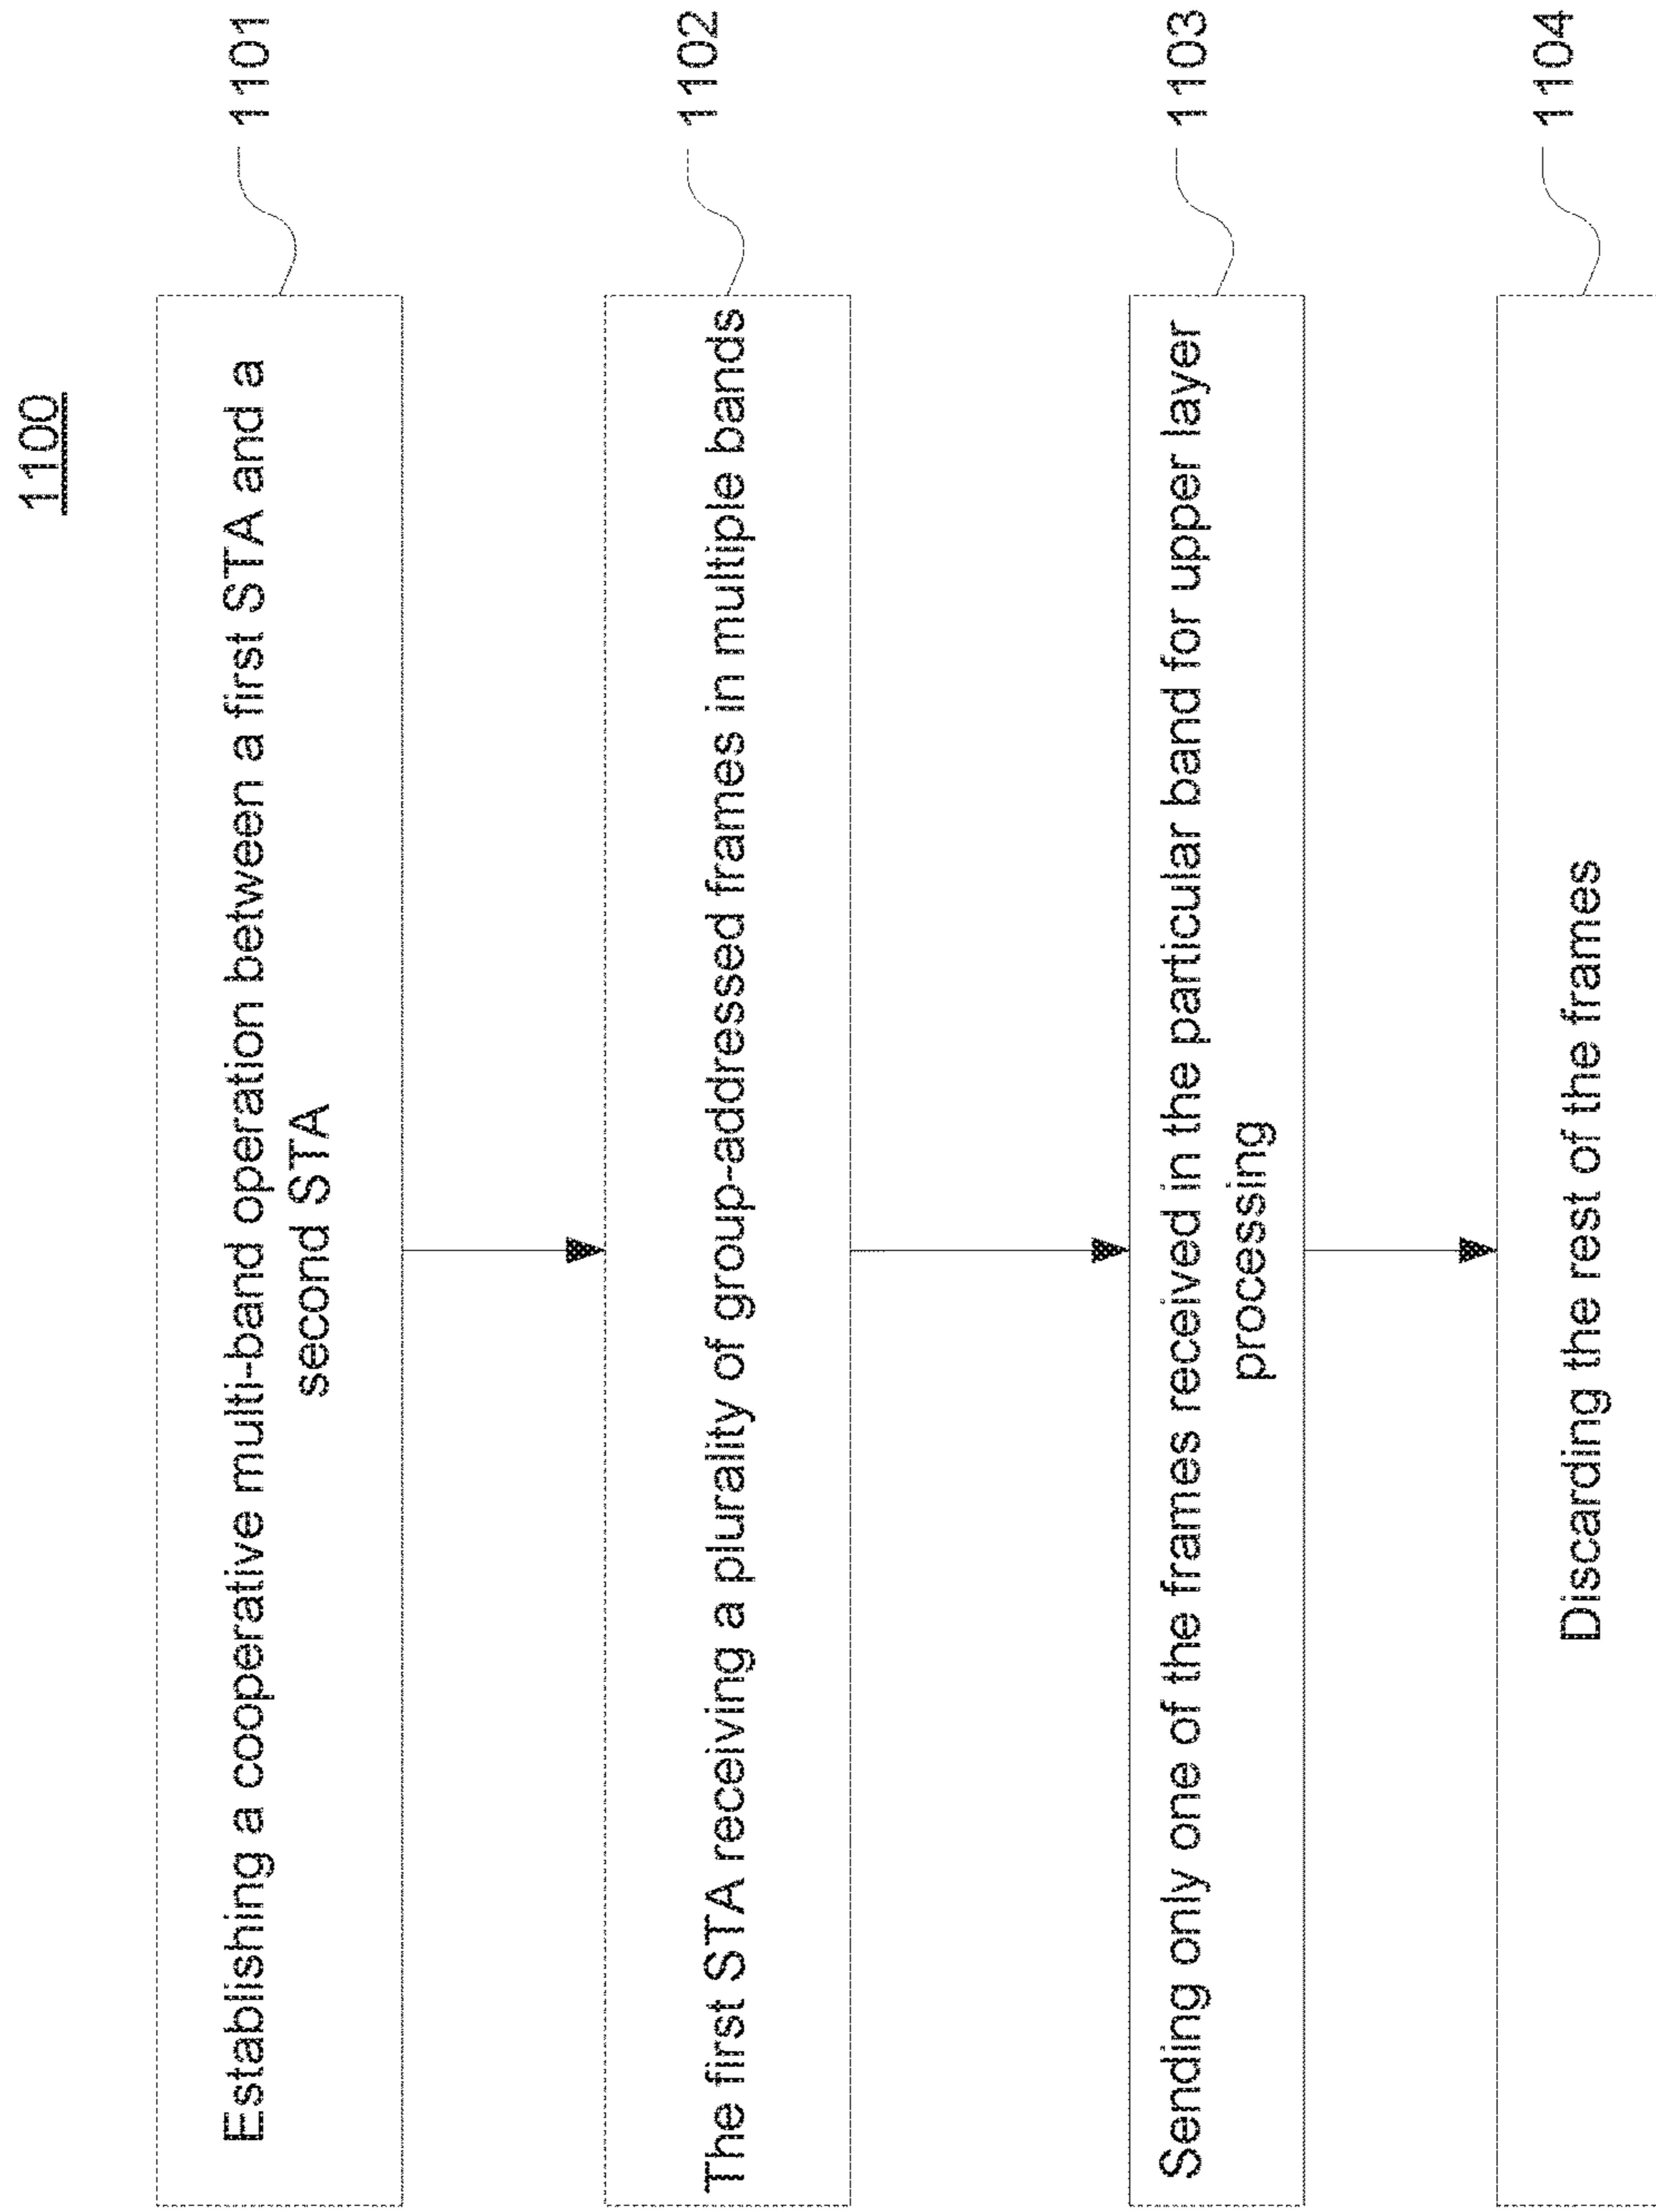 1100
Establishing a cooperative multi-band operation between a first STA and a
second STA
1101
The first STA receiving a plurality of group-addressed frames in multiple bands
1102
Sending only one of the frames received in the particular band for upper layer
processing
1103
Discarding the rest of the frames
1104